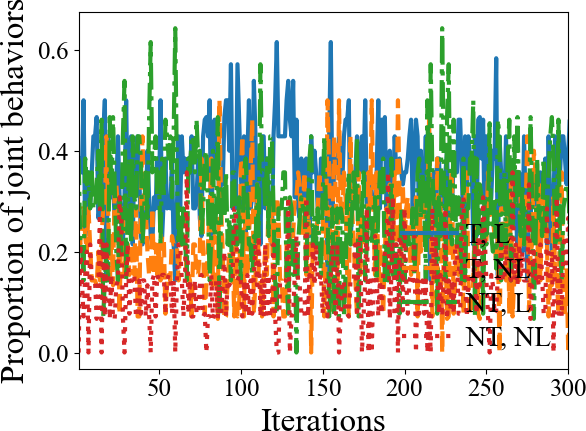 Proportion of joint behaviors
0.6
0.4
0.2
0.0
T, L
T, NL
NT, L
NT, NL
50 100 150 200 250 300
Iterations